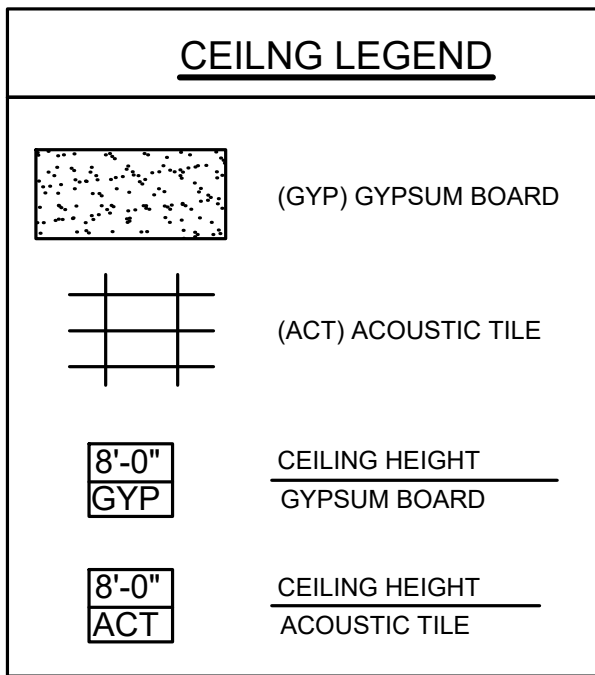 CEILNG LEGEND
(GYP) GYPSUM BOARD
(ACT) ACOUSTIC TILE
8'-0"
GYP
CEILING HEIGHT
GYPSUM BOARD
8'-0"
ACT
CEILING HEIGHT
ACOUSTIC TILE